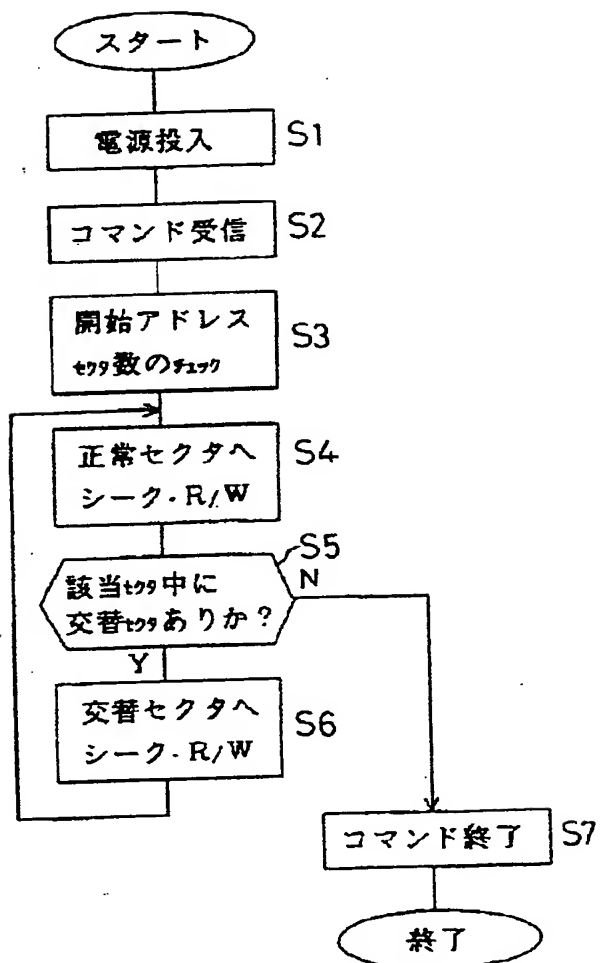 スタート
電源投入 S1
コマンド受信 S2
開始アドレス
セクタ数のチェック
S3
正常セクタへ
シーク・R/W
S4
S5
該当セクタ中に
交替セクタありか?
N
Y
交替セクタへ
シーク・R/W
S6
コマンド終了 S7
終了